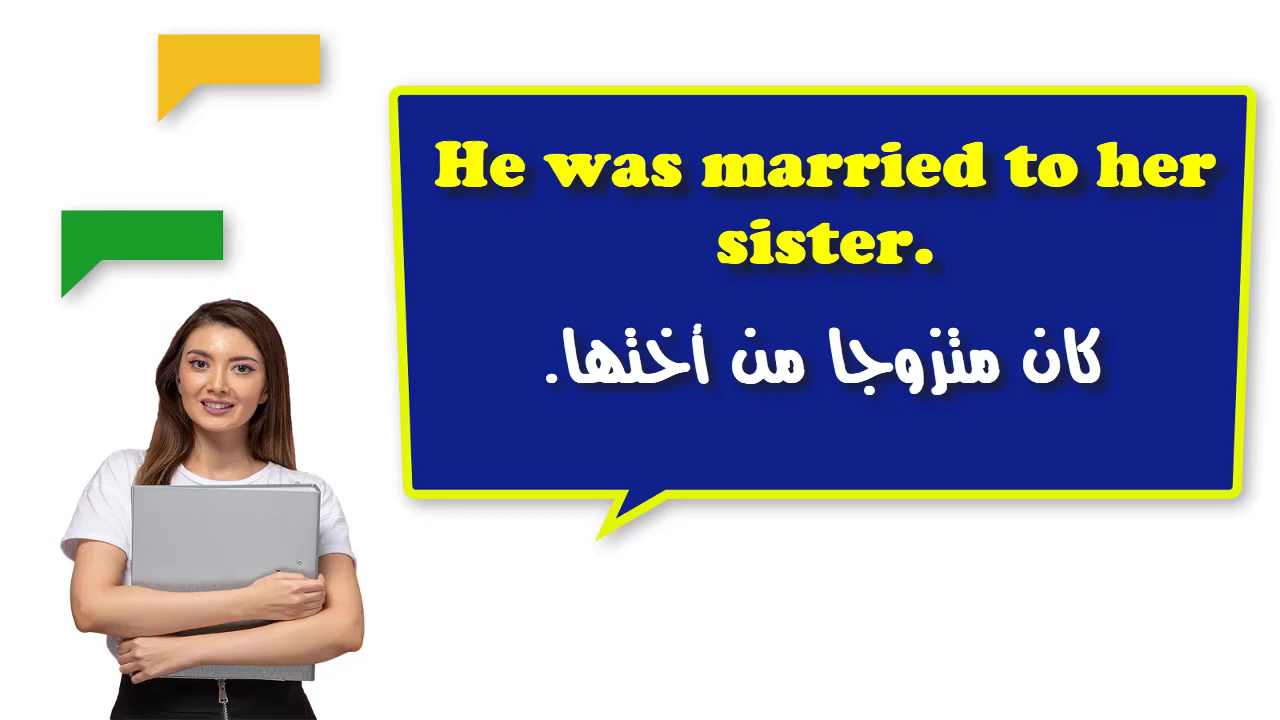 He was married to her
sister.
كان متزوجا من أختها.